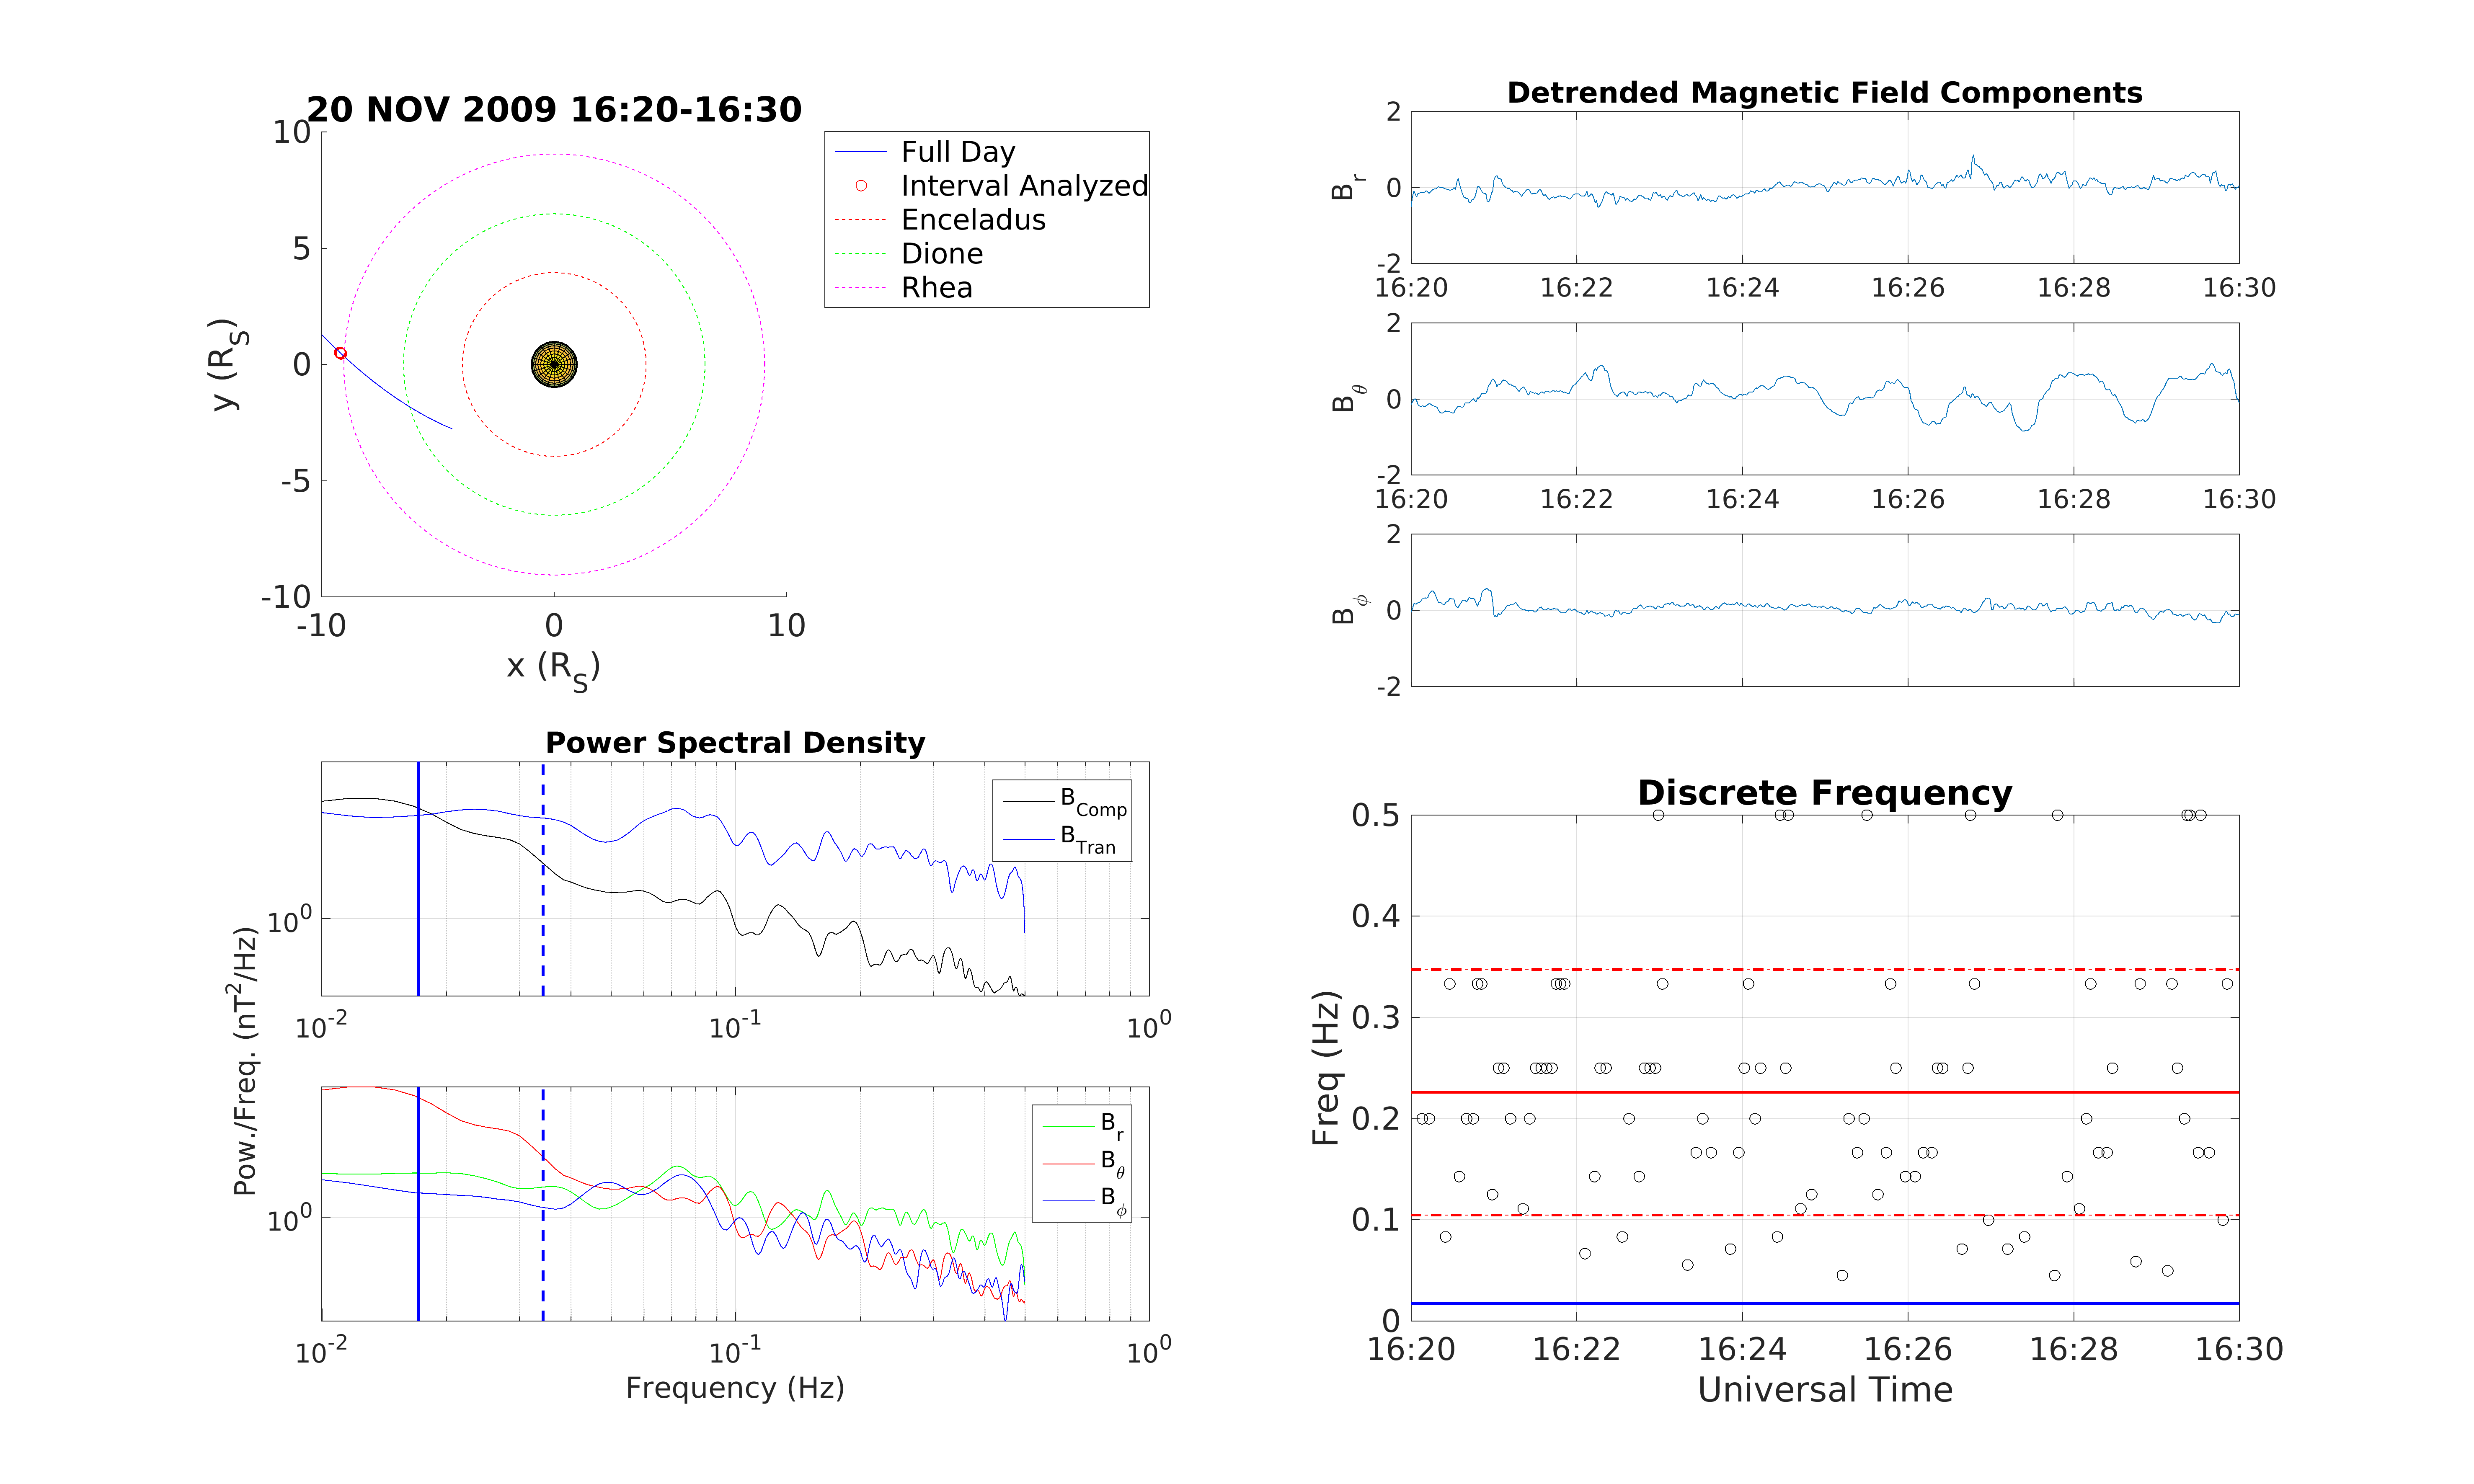 20 NOV 2009 16:20-16:30
10
5
0
-5
-10
-10 0 10
y (R_S)
x (R_S)
Full Day
Interval Analyzed
Enceladus
Dione
Rhea
Detrended Magnetic Field Components
2
0
-2
B_r
16:20 16:22 16:24 16:26 16:28 16:30
2
0
-2
B_θ
16:20 16:22 16:24 16:26 16:28 16:30
2
0
-2
B_ϕ
Power Spectral Density
B_Comp
B_Tran
10^0
10^-2 10^-1 10^0
Pow./Freq. (nT^2/Hz)
B_r
B_θ
B_ϕ
10^0
10^-2 10^-1 10^0
Frequency (Hz)
Discrete Frequency
0.5
0.4
0.3
0.2
0.1
0
Freq (Hz)
16:20 16:22 16:24 16:26 16:28 16:30
Universal Time